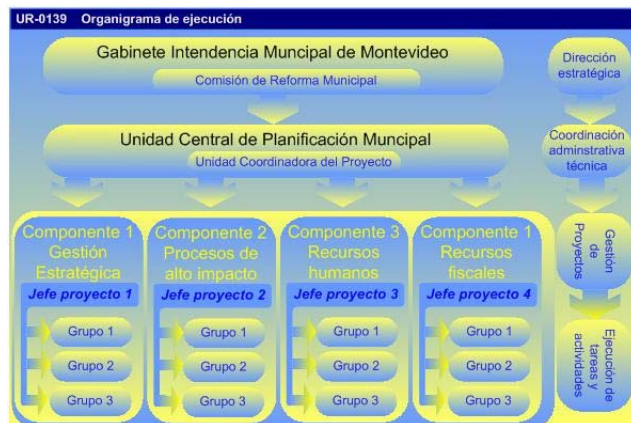 UR-0139 Organigrama de ejecución
Gabinete Intendencia Muncipal de Montevideo
Comisión de Reforma Municipal
Dirección
estratégica
Unidad Central de Planificación Muncipal
Unidad Coordinadora del Proyecto
Coordinación
adminstrativa
técnica
Componente 1
Gestión
Estratégica
Jefe proyecto 1
Grupo 1
Grupo 2
Grupo 3
Componente 2
Procesos de
alto impacto
Jefe proyecto 2
Grupo 1
Grupo 2
Grupo 3
Componente 3
Recursos
humanos
Jefe proyecto 3
Grupo 1
Grupo 2
Grupo 3
Componente 1
Recursos
fiscales
Jefe proyecto 4
Grupo 1
Grupo 2
Grupo 3
Gestión
de
Proyectos
Ejecución de
tareas y
actividades